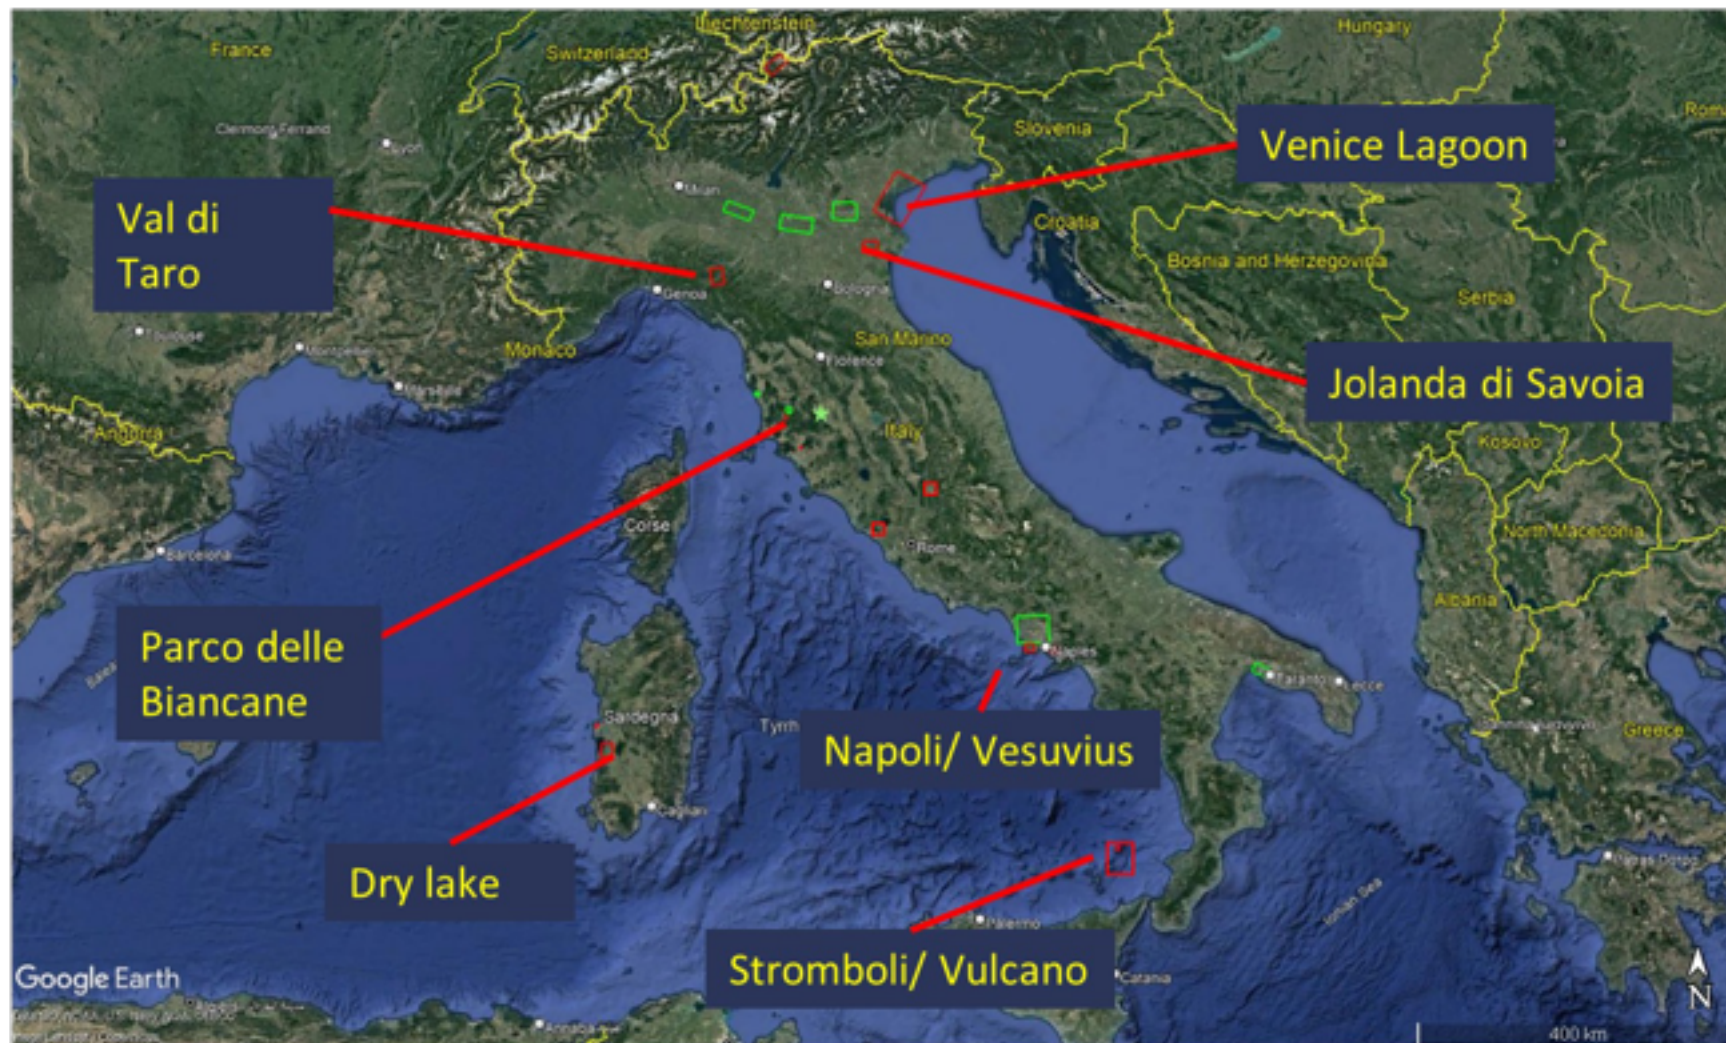 Liechtenstein
Hungary
France
Switzerland
Clermont Ferrand
Lyon
Slovenia
Venice Lagoon
Milan
Val di
Taro
Croatia
Bosnia and Herzegovina
Genoa
Bologna
Serbia
Toulouse
Montpellier
Monaco
San Marino
Florence
Marseille
Jolanda di Savoia
Andorra
Italy
Kosovo
Corse
Rome
North Macedonia
Barcelona
Albania
Parco delle
Biancane
Naples
Taranto
Lecce
Sardegna
Tyrrh
Greece
Napoli/ Vesuvius
Cagliari
Dry lake
Ionian Sea
Palermo
Stromboli/ Vulcano
Catania
Google Earth
N
Annaba
400 km